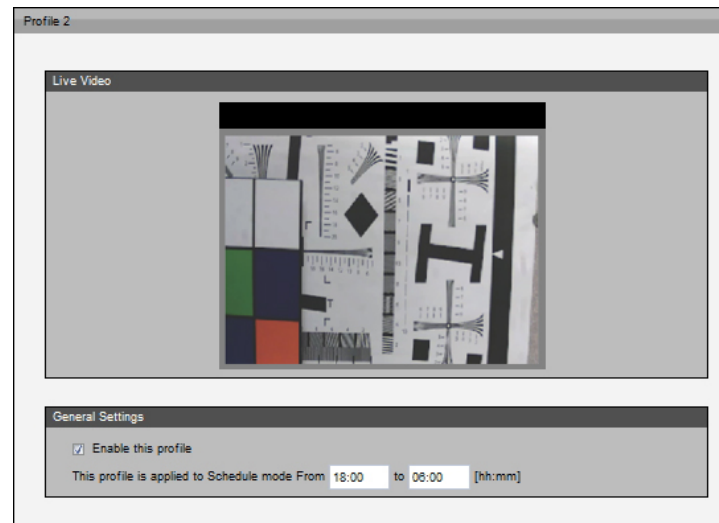 Profile 2
Live Video
General Settings
Enable this profile
This profile is applied to Schedule mode From 18:00 to 06:00 [hh:mm]